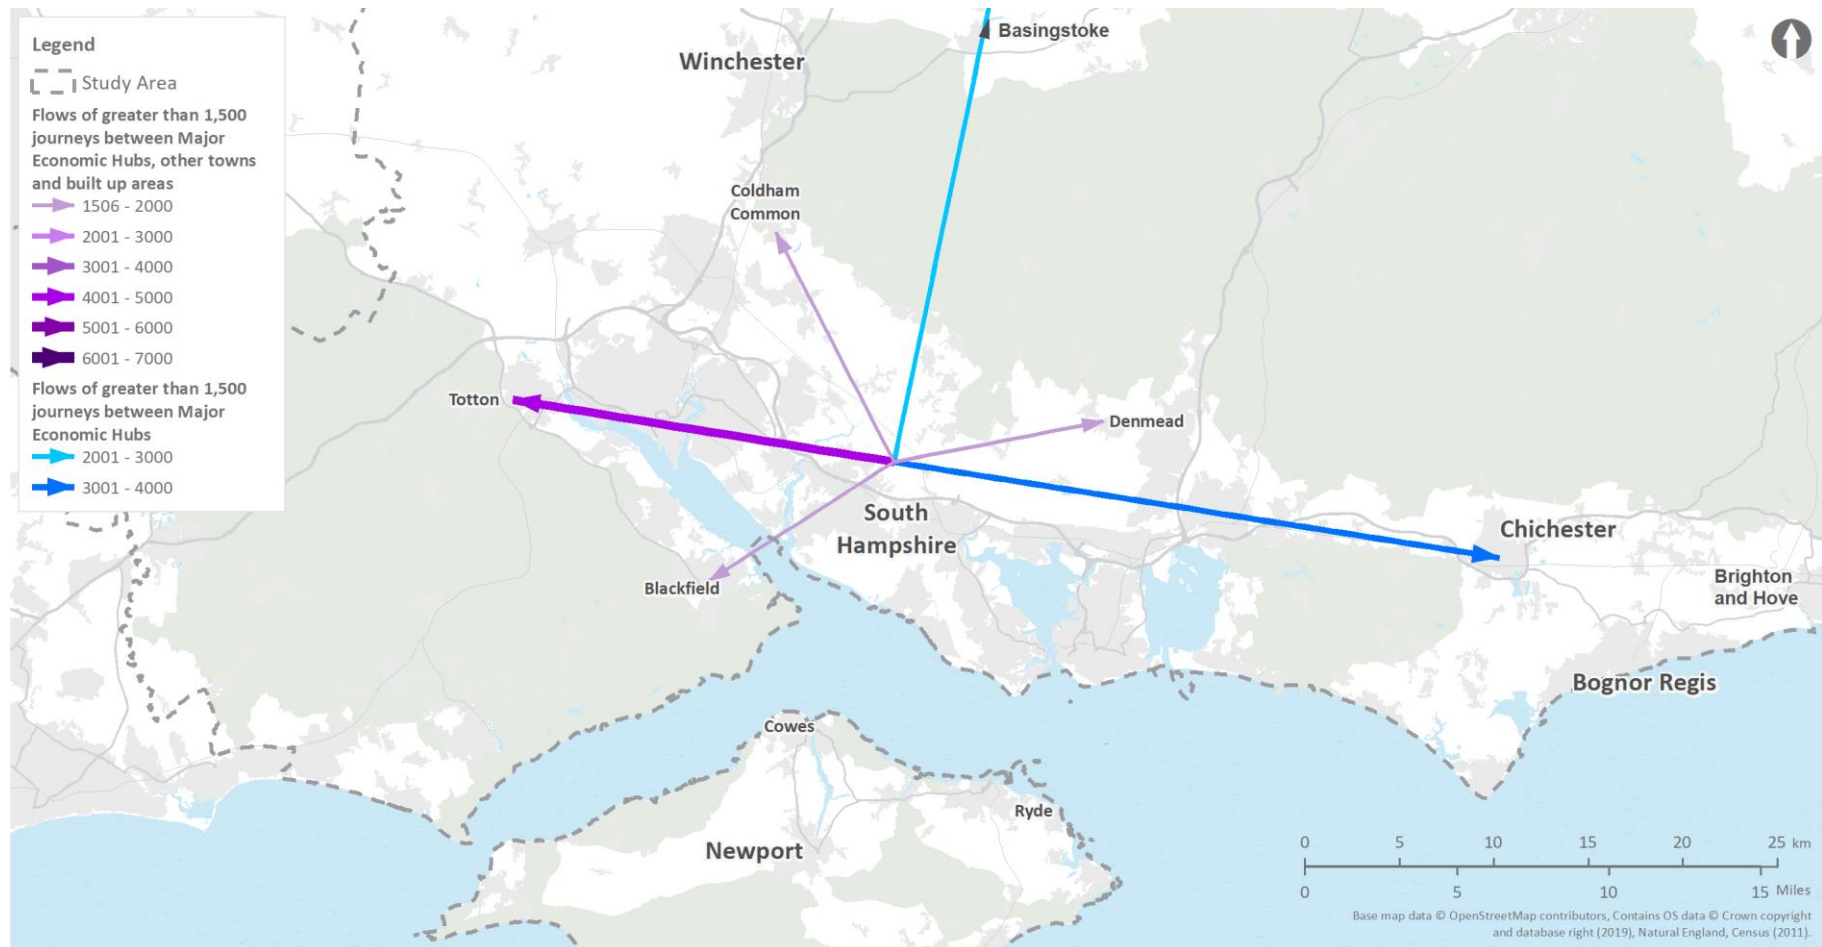 Legend
Study Area
Flows of greater than 1,500
journeys between Major
Economic Hubs, other towns
and built up areas
1506 - 2000
2001 - 3000
3001 - 4000
4001 - 5000
5001 - 6000
6001 - 7000
Flows of greater than 1,500
journeys between Major
Economic Hubs
2001 - 3000
3001 - 4000
Basingstoke
Winchester
Coldham
Common
Totton
Denmead
South
Hampshire
Chichester
Blackfield
Brighton
and Hove
Bognor Regis
Cowes
Ryde
Newport
0 5 10 15 20 25 km
0 5 10 15 Miles
Base map data © OpenStreetMap contributors, Contains OS data © Crown copyright
and database right (2019), Natural England, Census (2011).